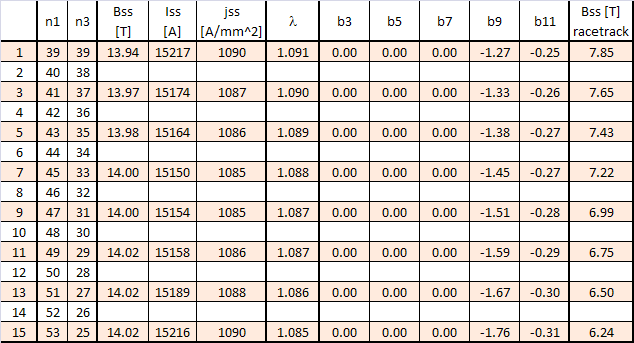 n1 n3 Bss [T] Iss [A] jss [A/mm^2] λ b3 b5 b7 b9 b11 Bss [T] racetrack
1 39 39 13.94 15217 1090 1.091 0.00 0.00 0.00 -1.27 -0.25 7.85
2 40 38
3 41 37 13.97 15174 1087 1.090 0.00 0.00 0.00 -1.33 -0.26 7.65
4 42 36
5 43 35 13.98 15164 1086 1.089 0.00 0.00 0.00 -1.38 -0.27 7.43
6 44 34
7 45 33 14.00 15150 1085 1.088 0.00 0.00 0.00 -1.45 -0.27 7.22
8 46 32
9 47 31 14.00 15154 1085 1.087 0.00 0.00 0.00 -1.51 -0.28 6.99
10 48 30
11 49 29 14.02 15158 1086 1.087 0.00 0.00 0.00 -1.59 -0.29 6.75
12 50 28
13 51 27 14.02 15189 1088 1.086 0.00 0.00 0.00 -1.67 -0.30 6.50
14 52 26
15 53 25 14.02 15216 1090 1.085 0.00 0.00 0.00 -1.76 -0.31 6.24